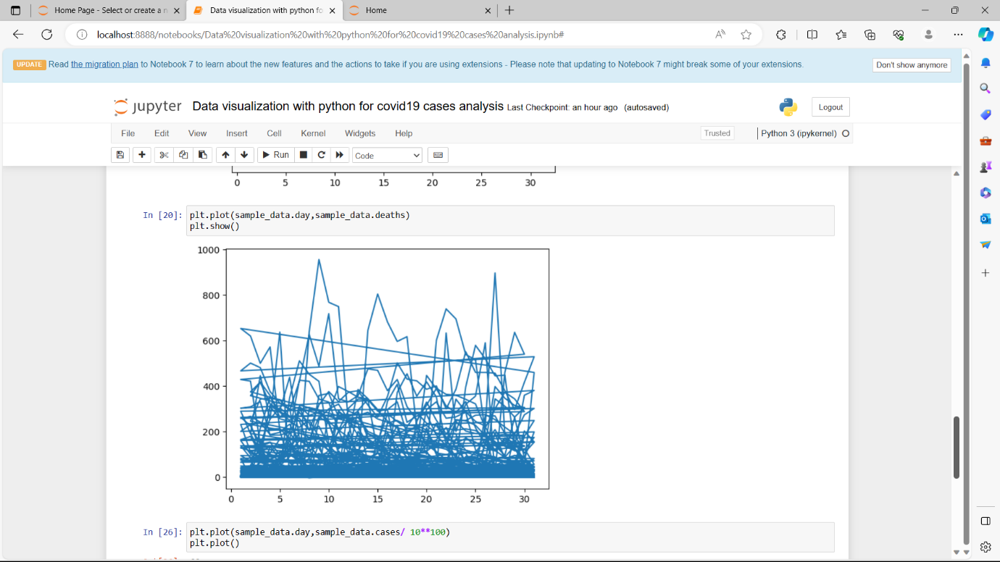 Home Page - Select or create a n
Data visualization with python fo
Home
localhost:8888/notebooks/Data%20visualization%20with%20python%20for%20covid19%20cases%20analysis.ipynb#
UPDATE Read the migration plan to Notebook 7 to learn about the new features and the actions to take if you are using extensions - Please note that updating to Notebook 7 might break some of your extensions.
Don't show anymore
jupyter Data visualization with python for covid19 cases analysis Last Checkpoint: an hour ago (autosaved)
Logout
File Edit View Insert Cell Kernel Widgets Help
Trusted
Python 3 (ipykernel)
Run
Code
0 5 10 15 20 25 30
In [20]: plt.plot(sample_data.day,sample_data.deaths)
plt.show()
1000
800
600
400
200
0
0 5 10 15 20 25 30
In [26]: plt.plot(sample_data.day,sample_data.cases/ 10**100)
plt.plot()